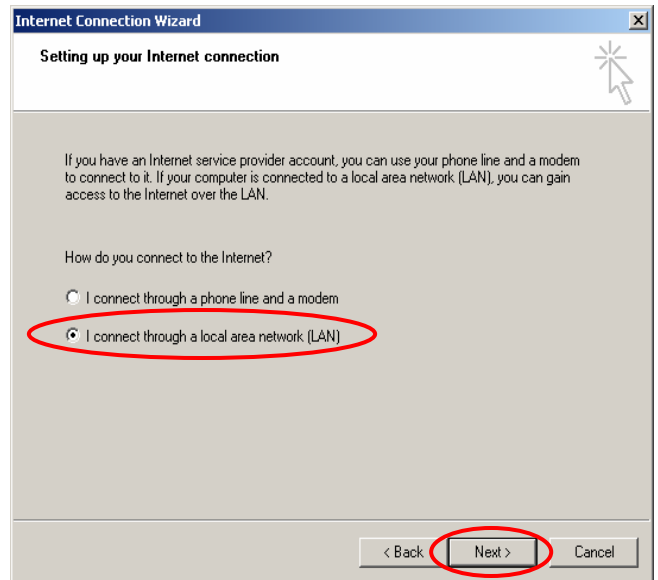 Internet Connection Wizard
Setting up your Internet connection
If you have an Internet service provider account, you can use your phone line and a modem
to connect to it. If your computer is connected to a local area network (LAN), you can gain
access to the Internet over the LAN.
How do you connect to the Internet?
I connect through a phone line and a modem
I connect through a local area network (LAN)
< Back Next > Cancel